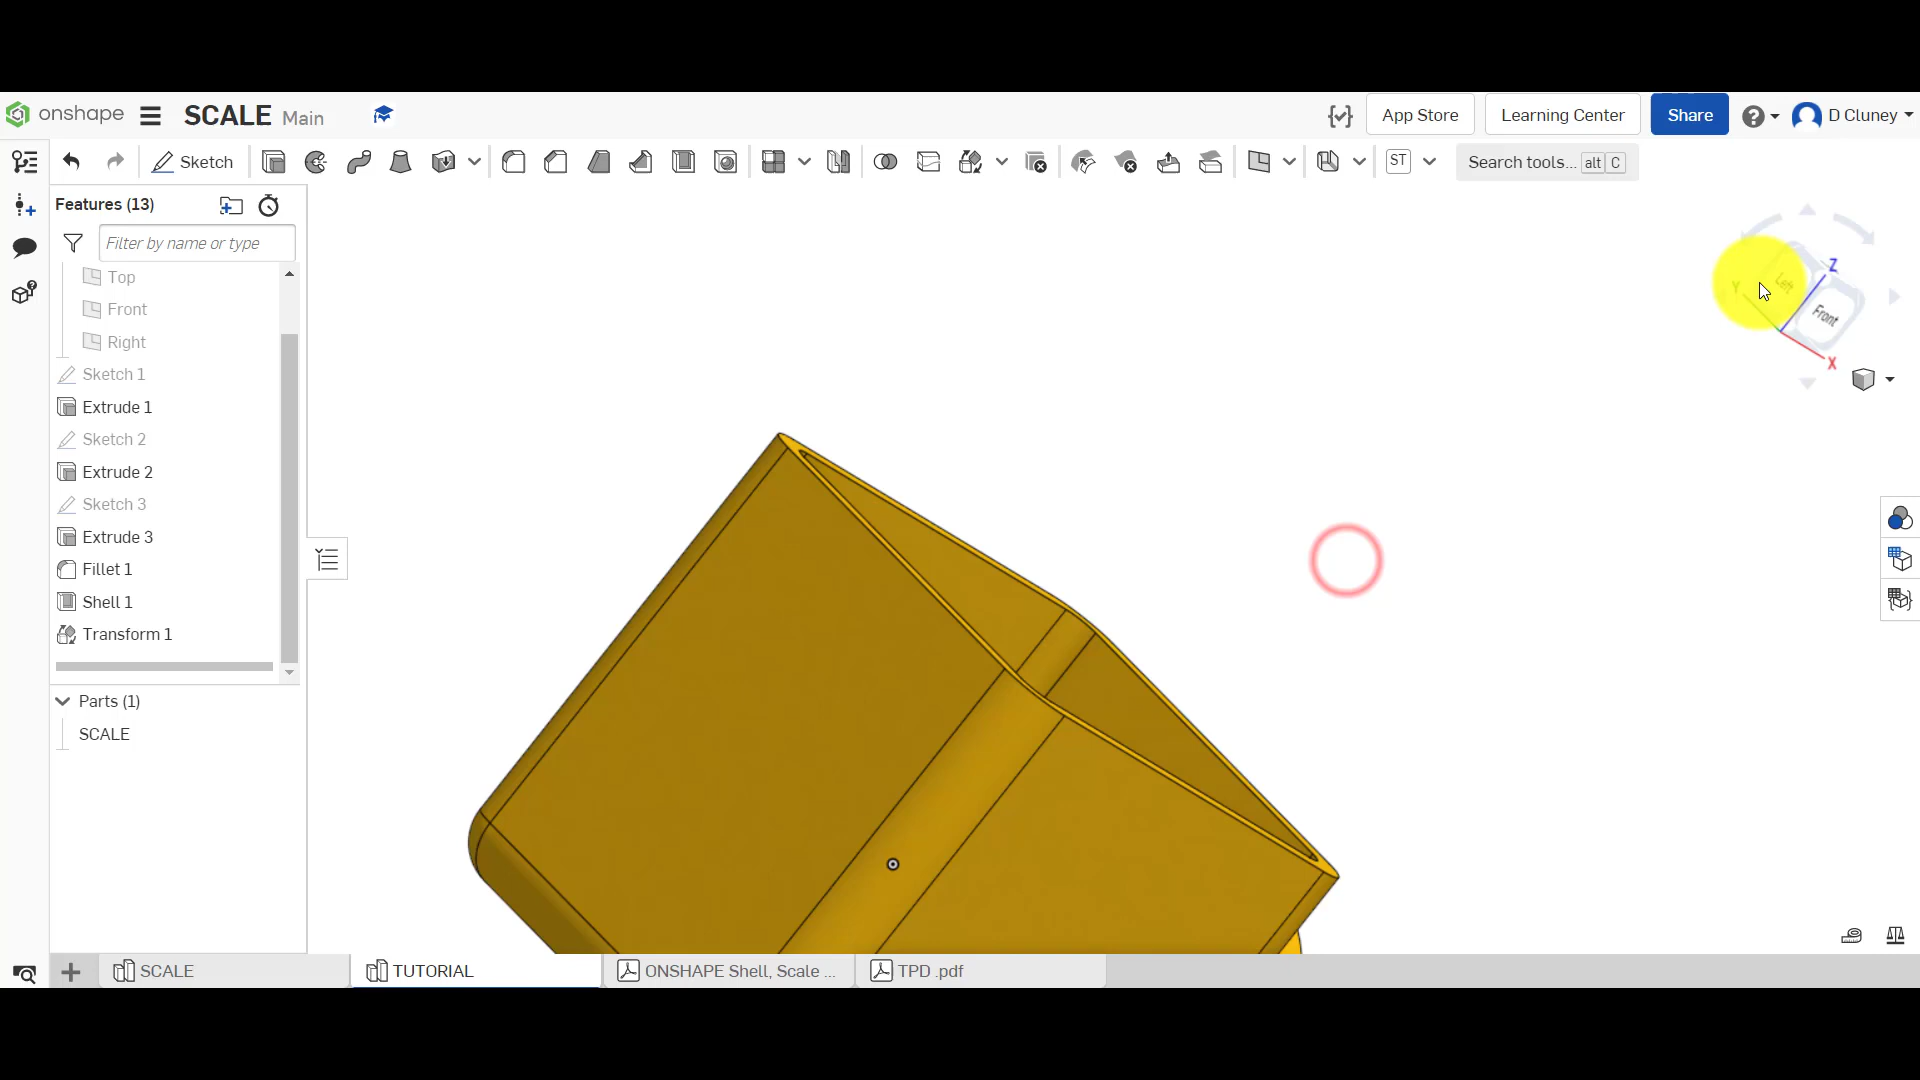 onshape SCALE Main App Store Learning Center Share D Cluney
Sketch ST Search tools... alt C
Features (13)
Filter by name or type
Top
Front
Right
Sketch 1
Extrude 1
Sketch 2
Extrude 2
Sketch 3
Extrude 3
Fillet 1
Shell 1
Transform 1
Parts (1)
SCALE
Z
Y
Left
Front
X
SCALE TUTORIAL ONSHAPE Shell, Scale ... TPD .pdf